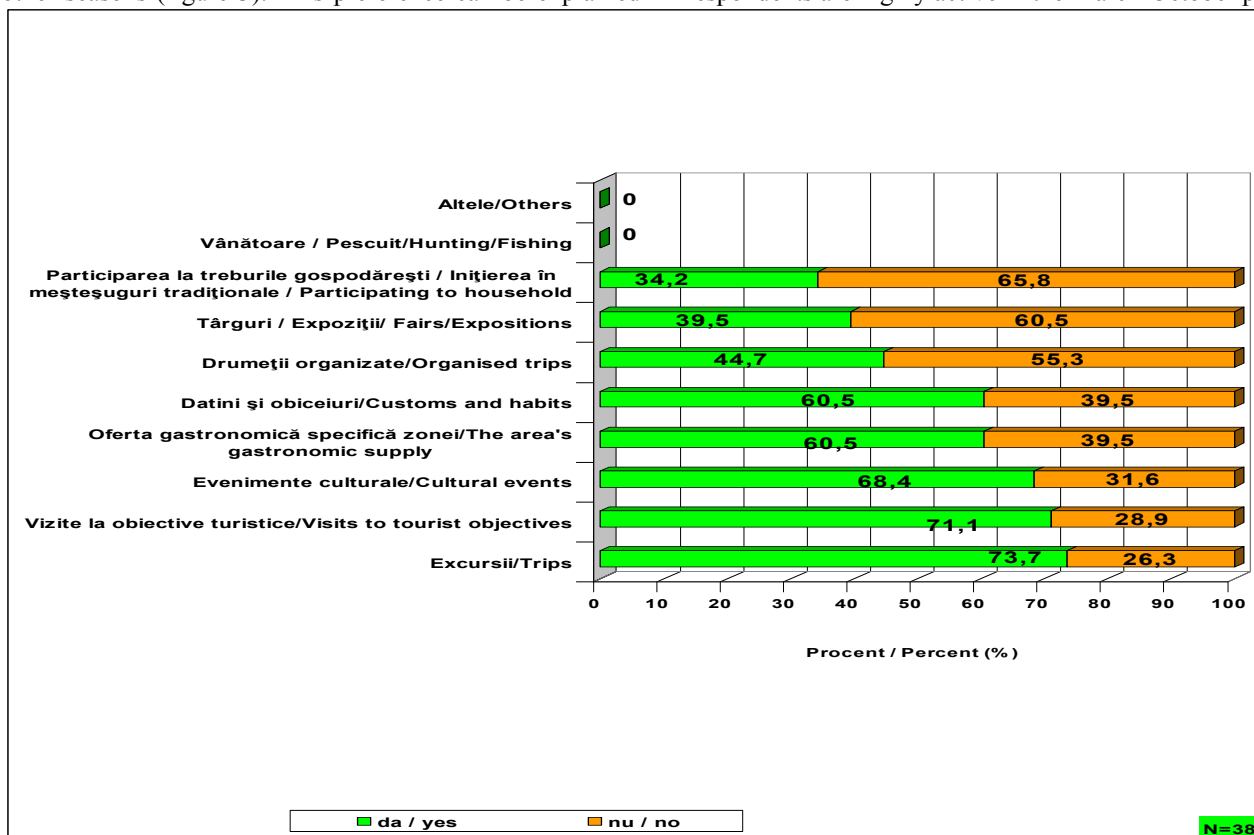 Altele/Others
0
Vânătoare / Pescuit/Hunting/Fishing
0
Participarea la treburile gospodăreşti / Iniţierea în
meşteşuguri tradiţionale / Participating to household
34,2
65,8
Târguri / Expoziţii/ Fairs/Expositions
39,5
60,5
Drumeţii organizate/Organised trips
44,7
55,3
Datini şi obiceiuri/Customs and habits
60,5
39,5
Oferta gastronomică specifică zonei/The area's
gastronomic supply
60,5
39,5
Evenimente culturale/Cultural events
68,4
31,6
Vizite la obiective turistice/Visits to tourist objectives
71,1
28,9
Excursii/Trips
73,7
26,3
0 10 20 30 40 50 60 70 80 90 100
Procent / Percent (%)
da / yes nu / no
N=38